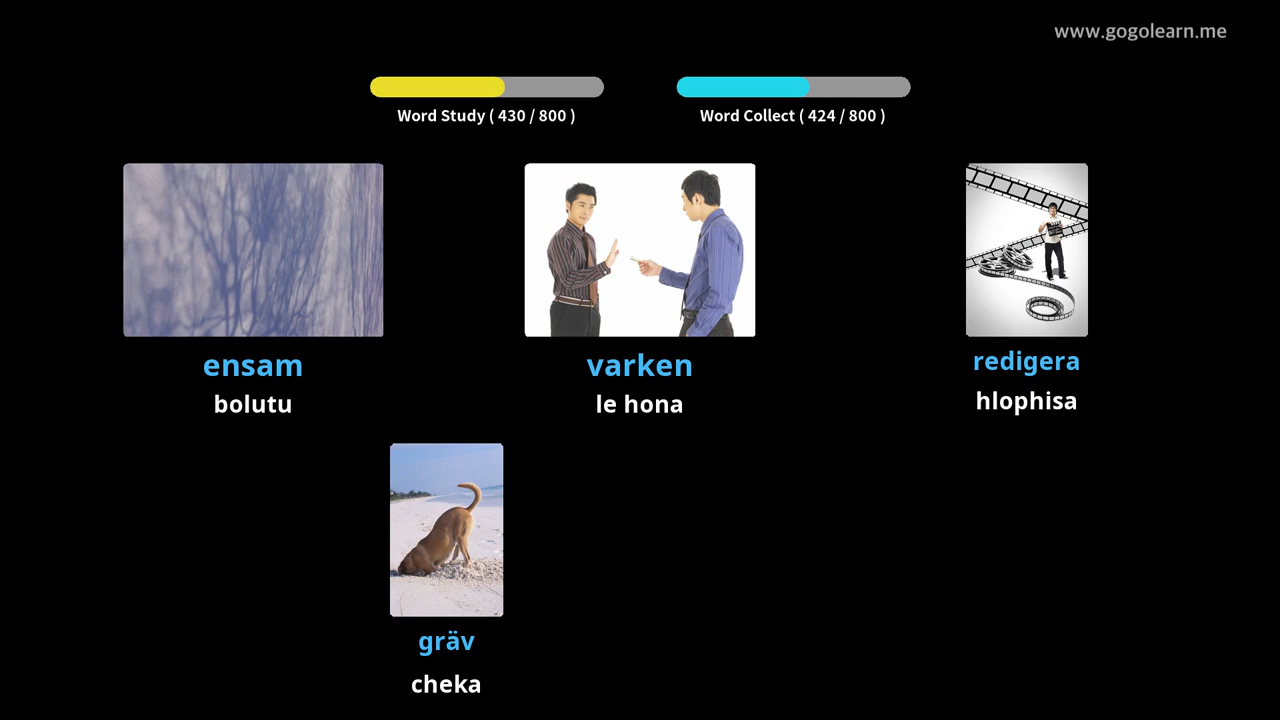 www.gogolearn.me
Word Study ( 430 / 800 )
Word Collect ( 424 / 800 )
ensam
bolutu
varken
le hona
redigera
hlophisa
gräv
cheka